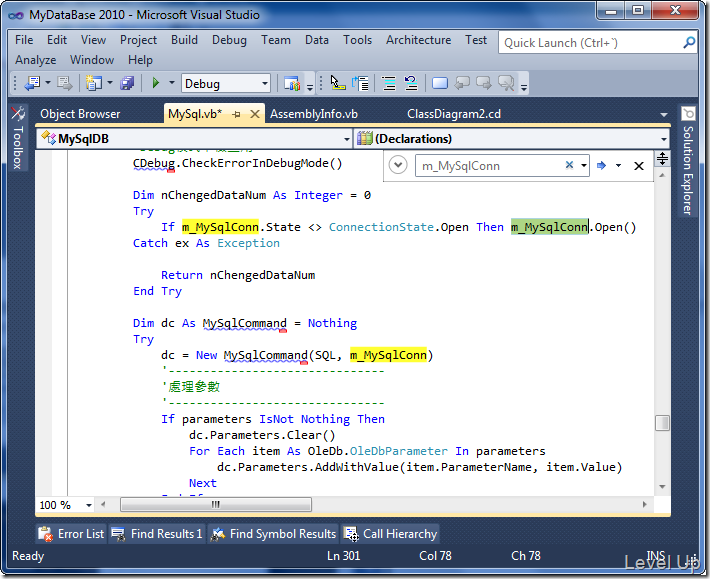 MyDataBase 2010 - Microsoft Visual Studio
File Edit View Project Build Debug Team Data Tools Architecture Test
Quick Launch (Ctrl+`)
Analyze Window Help
Debug
Toolbox
Object Browser MySql.vb* AssemblyInfo.vb ClassDiagram2.cd
Solution Explorer
MySqlDB (Declarations)
m_MySqlConn
CDebug.CheckErrorInDebugMode()
Dim nChengedDataNum As Integer = 0
Try
If m_MySqlConn.State <> ConnectionState.Open Then m_MySqlConn.Open()
Catch ex As Exception
Return nChengedDataNum
End Try
Dim dc As MySqlCommand = Nothing
Try
dc = New MySqlCommand(SQL, m_MySqlConn)
'-------------------------------
'處理參數
'-------------------------------
If parameters IsNot Nothing Then
dc.Parameters.Clear()
For Each item As OleDb.OleDbParameter In parameters
dc.Parameters.AddWithValue(item.ParameterName, item.Value)
Next
100 %
Error List Find Results 1 Find Symbol Results Call Hierarchy
Ready Ln 301 Col 78 Ch 78 INS
Level Up